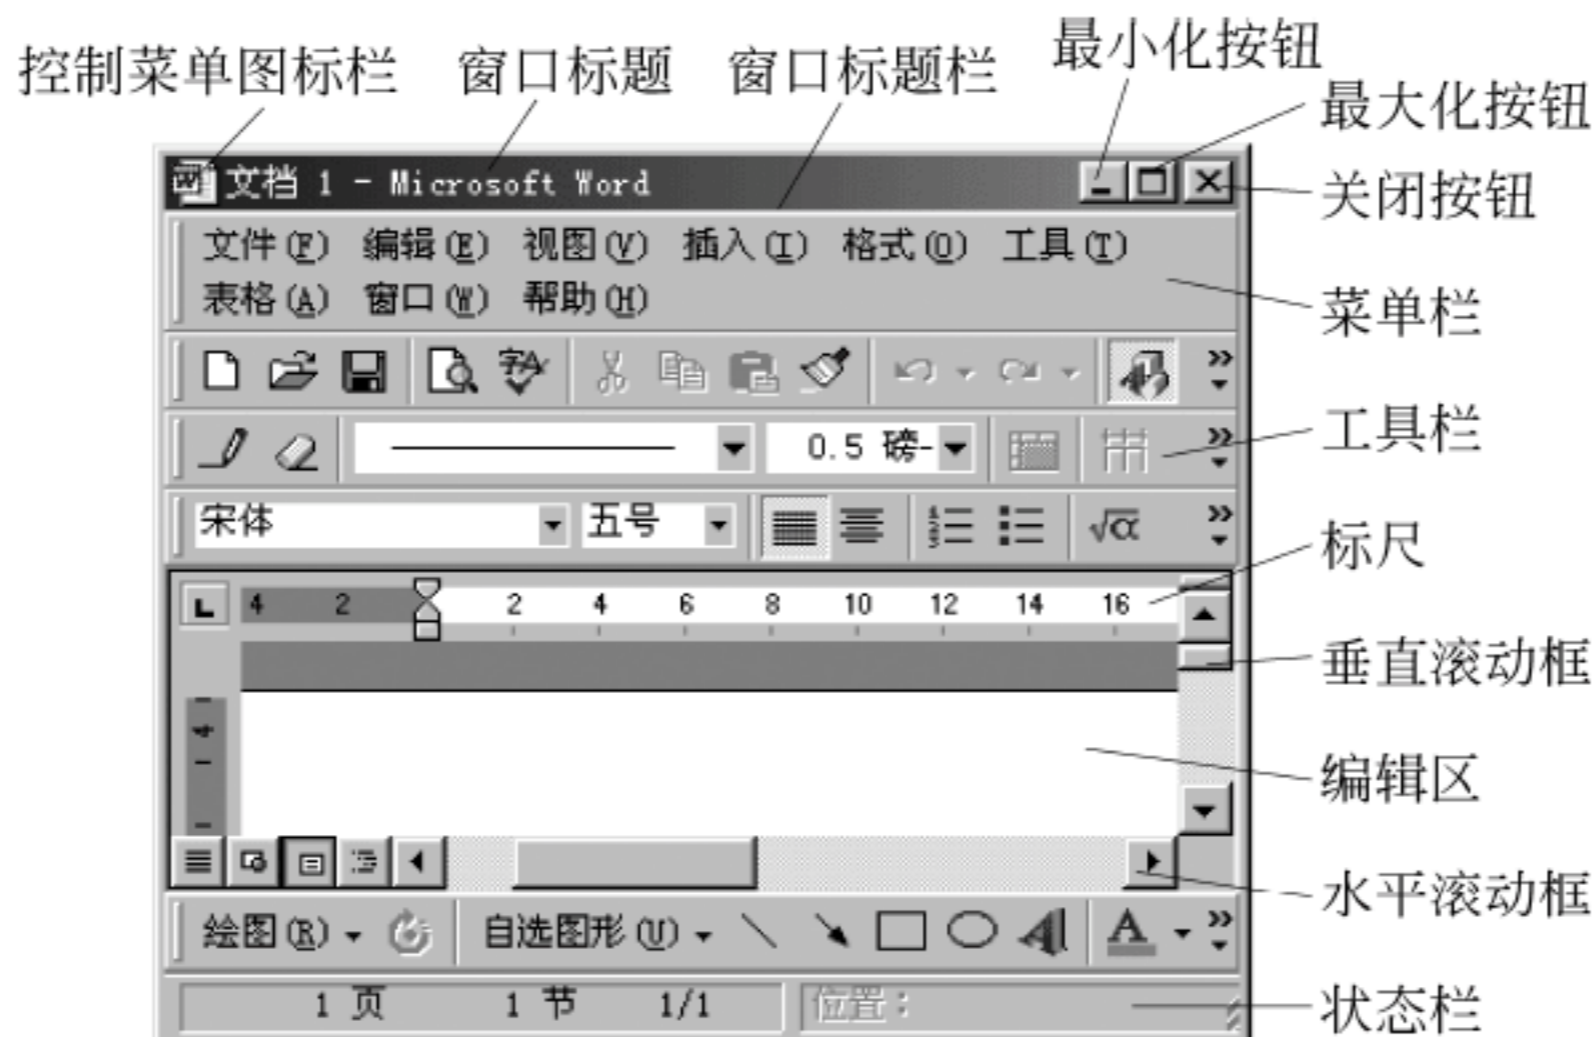 控制菜单图标栏 窗口标题 窗口标题栏 最小化按钮
最大化按钮
文档 1 - Microsoft Word
关闭按钮
文件(F) 编辑(E) 视图(V) 插入(I) 格式(O) 工具(T)
表格(A) 窗口(W) 帮助(H)
菜单栏
字A
0.5 磅
工具栏
宋体 五号 √α
标尺
L 4 2 2 4 6 8 10 12 14 16
垂直滚动框
4
编辑区
水平滚动框
绘图(R) 自选图形(U) A A
1 页 1 节 1/1 位置：
状态栏